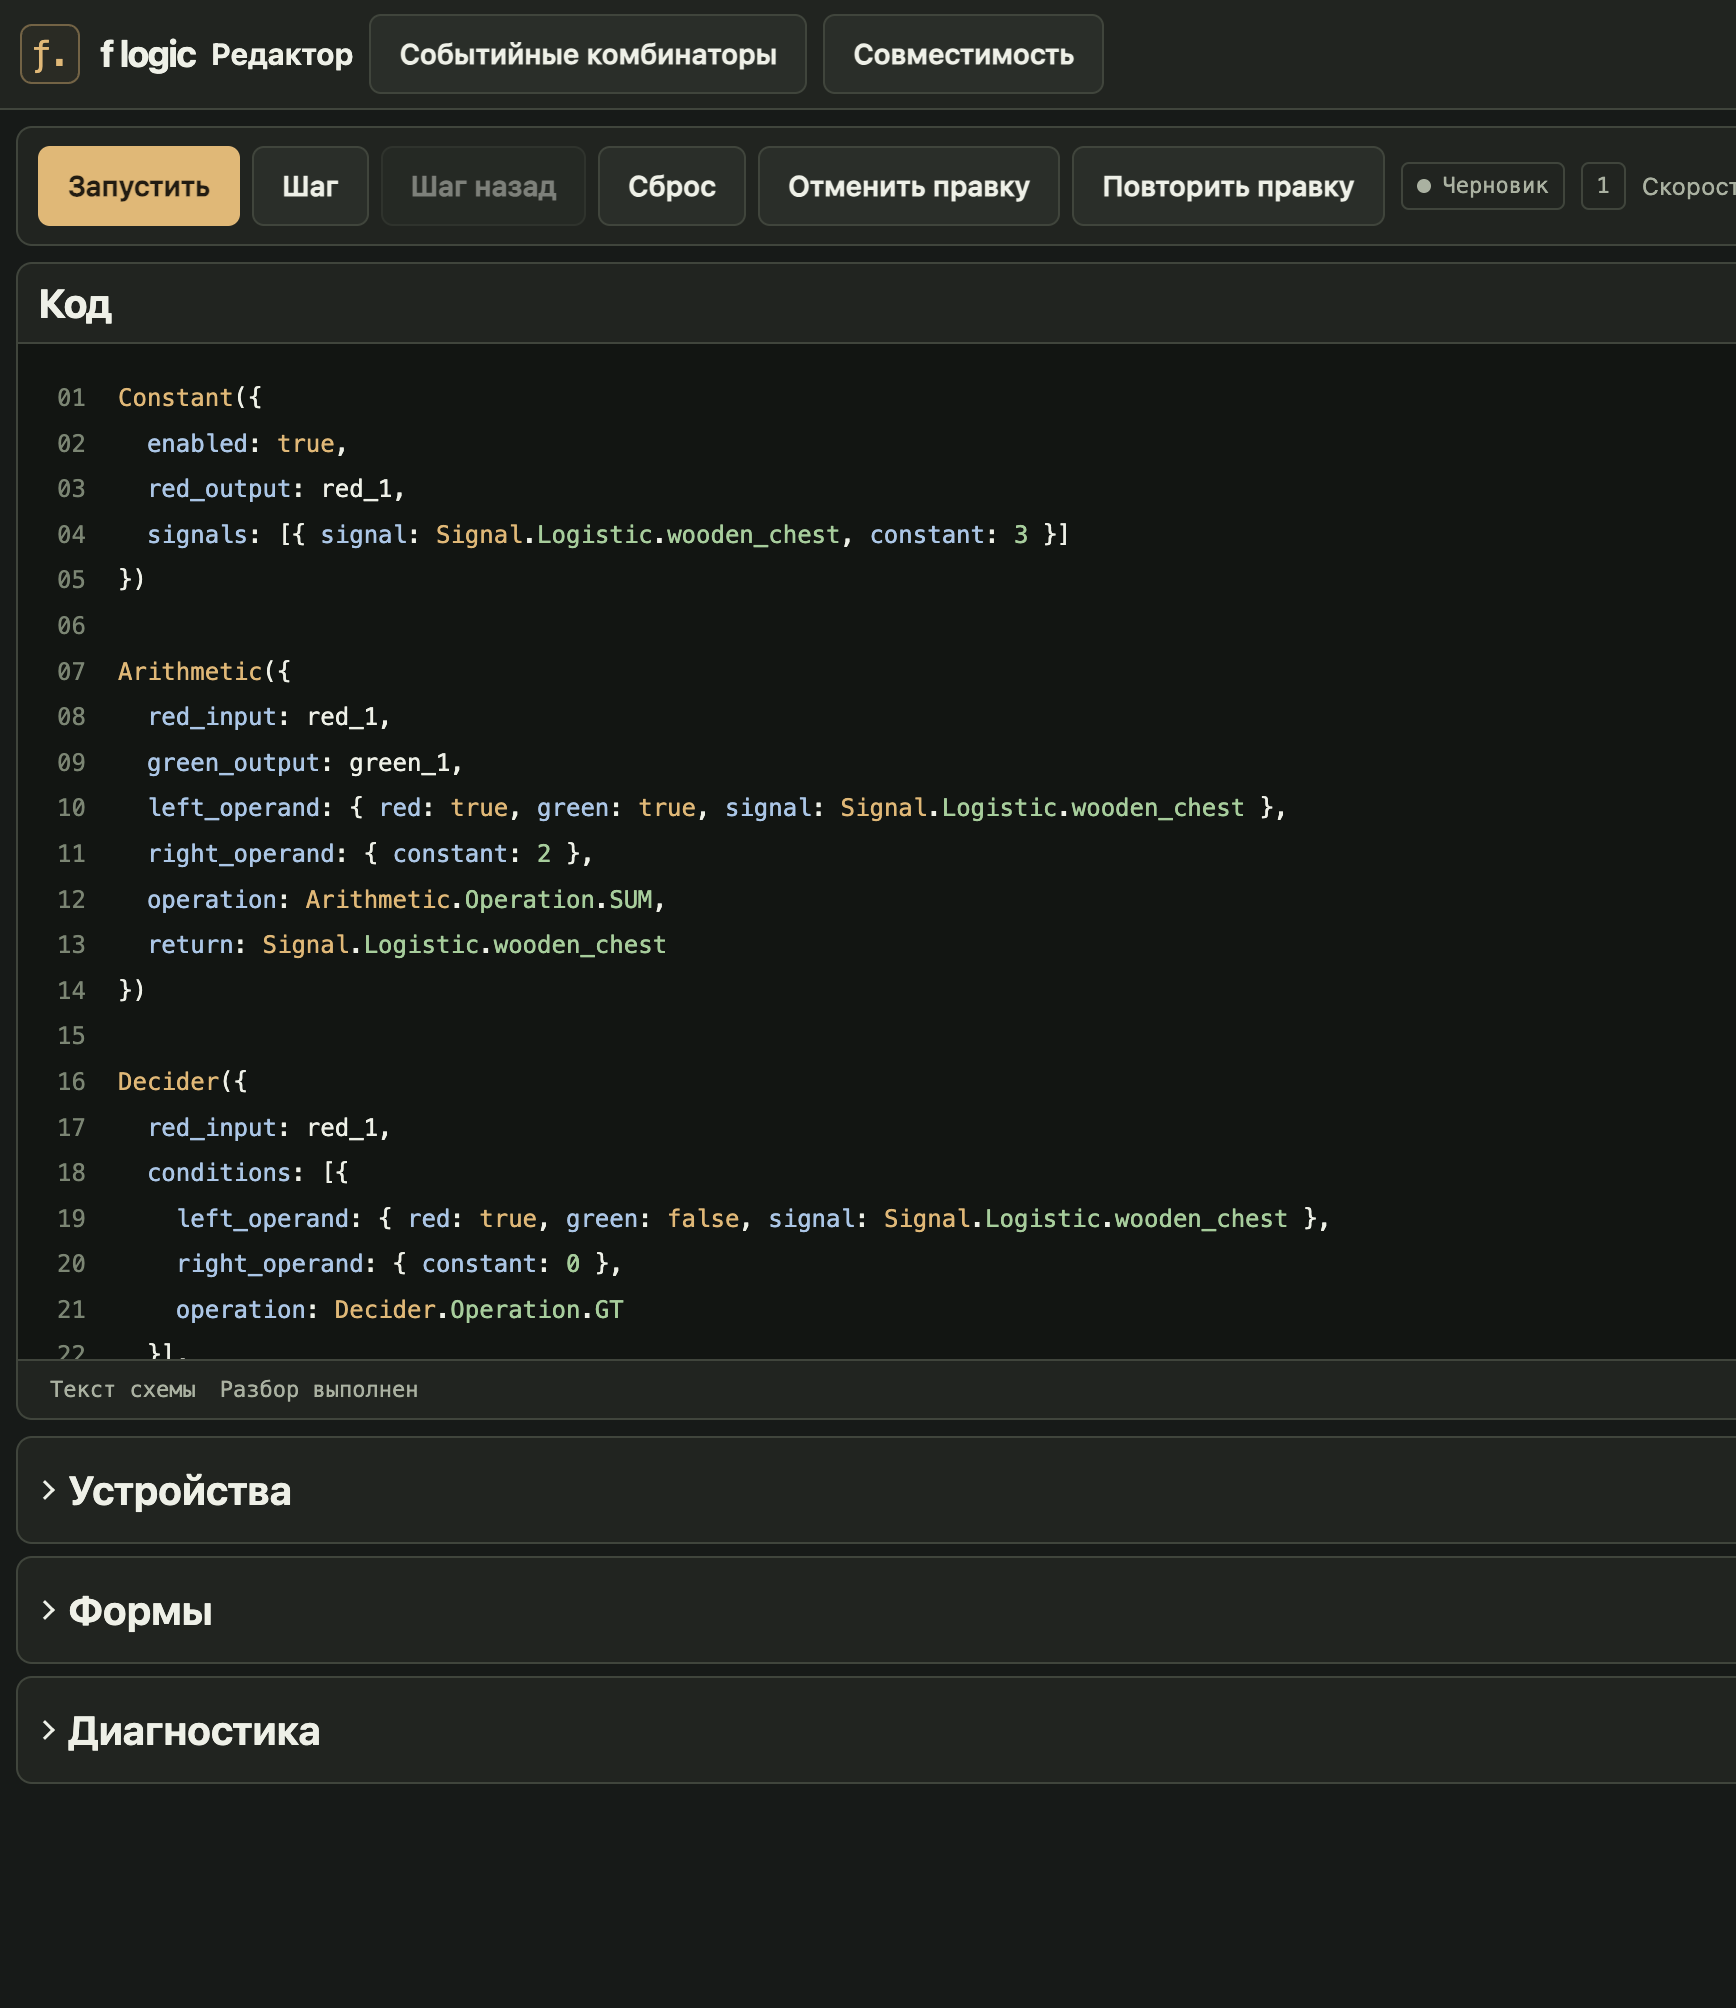 f. f logic Редактор Событийные комбинаторы Совместимость
Запустить Шаг Шаг назад Сброс Отменить правку Повторить правку Черновик 1
Код
01 Constant({
02   enabled: true,
03   red_output: red_1,
04   signals: [{ signal: Signal.Logistic.wooden_chest, constant: 3 }]
05 })
06
07 Arithmetic({
08   red_input: red_1,
09   green_output: green_1,
10   left_operand: { red: true, green: true, signal: Signal.Logistic.wooden_chest },
11   right_operand: { constant: 2 },
12   operation: Arithmetic.Operation.SUM,
13   return: Signal.Logistic.wooden_chest
14 })
15
16 Decider({
17   red_input: red_1,
18   conditions: [{
19     left_operand: { red: true, green: false, signal: Signal.Logistic.wooden_chest },
20     right_operand: { constant: 0 },
21     operation: Decider.Operation.GT
22   }],
Текст схемы Разбор выполнен
Устройства
Формы
Диагностика